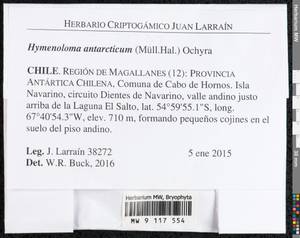 HERBARIO CRIPTOGÁMICO JUAN LARRAÍN
Hymenoloma antarcticum (Müll.Hal.) Ochyra
CHILE. REGIÓN DE MAGALLANES (12): PROVINCIA
ANTÁRTICA CHILENA, Comuna de Cabo de Hornos. Isla
Navarino, circuito Dientes de Navarino, valle andino justo
arriba de la Laguna El Salto, lat. 54°59'55.1"S, long.
67°40'54.3"W, elev. 710 m, formando pequeños cojines en el
suelo del piso andino.
Leg. J. Larraín 38272 5 ene 2015
Det. W.R. Buck, 2016
Herbarium MW, Bryophyta
MW 9 117 554